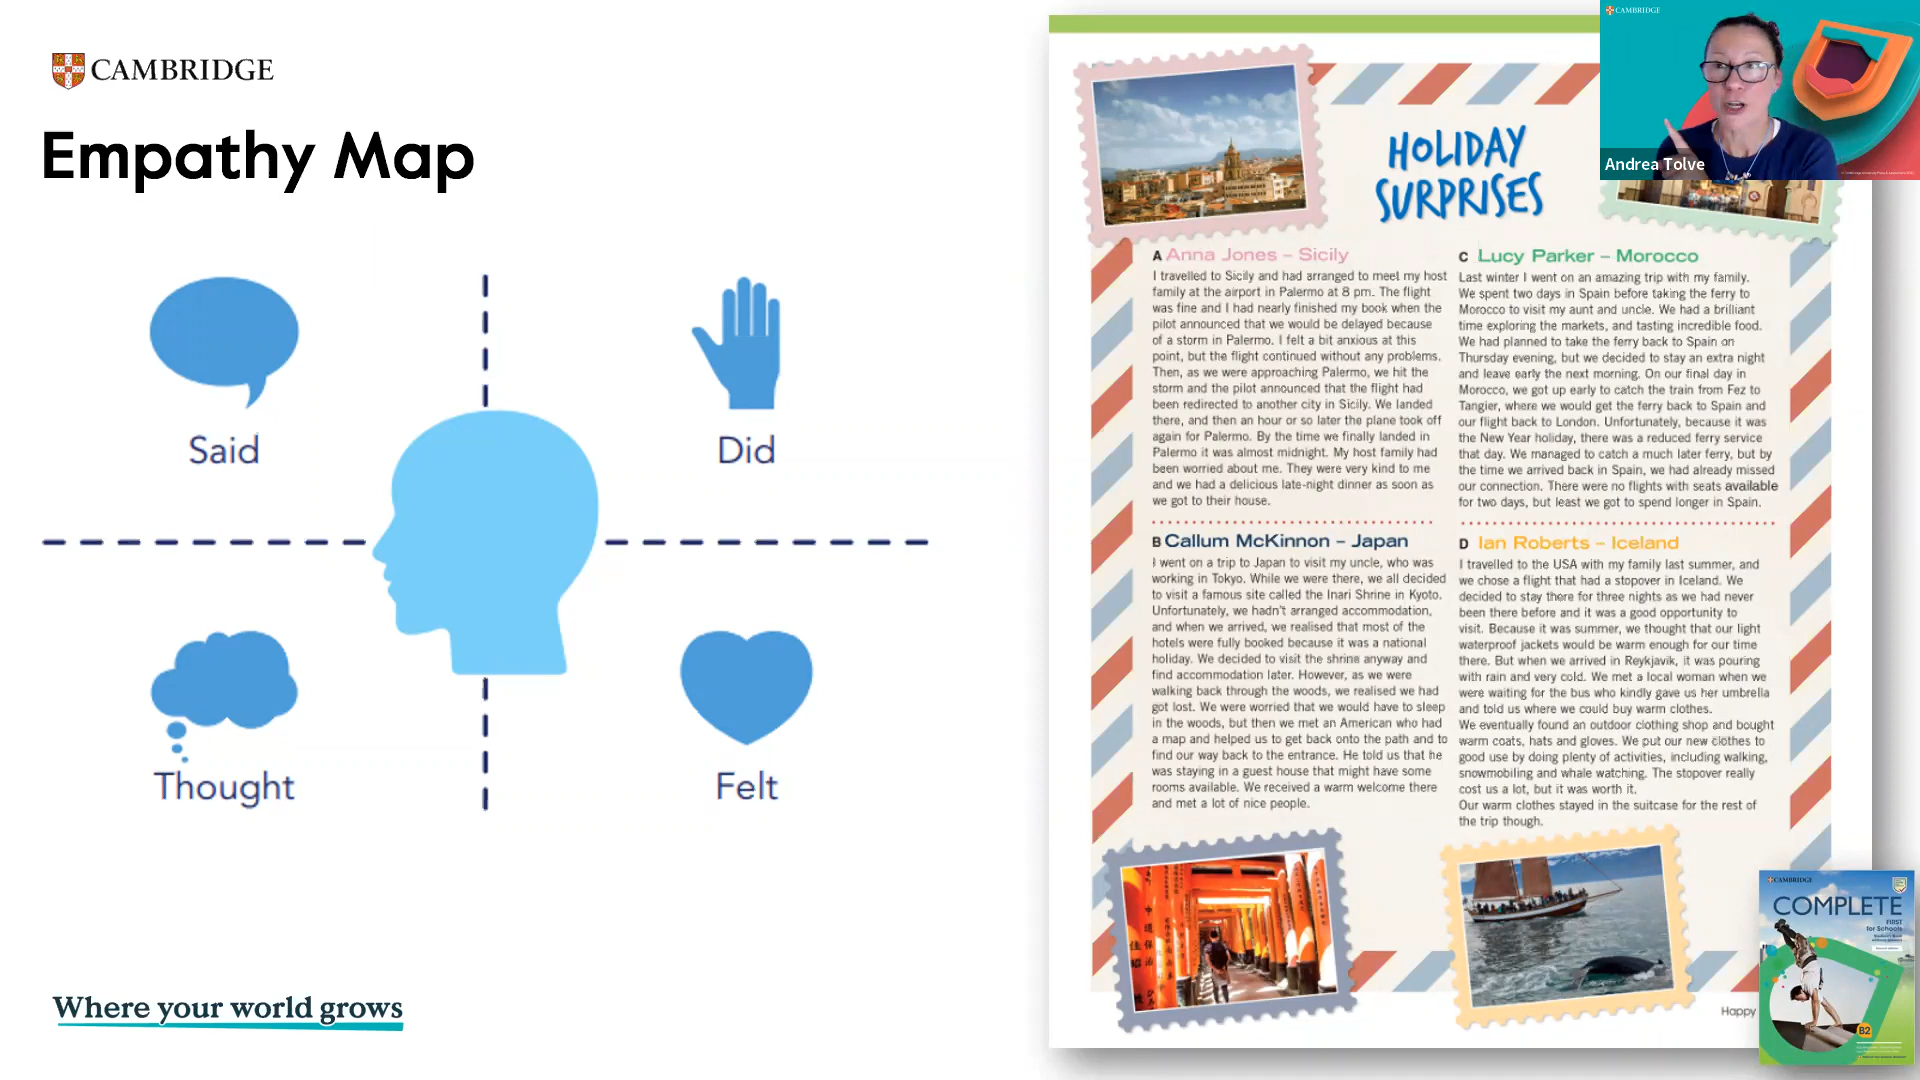 CAMBRIDGE
Empathy Map
Said
Did
Thought
Felt
Where your world grows
HOLIDAY
SURPRISES
A Anna Jones – Sicily
I travelled to Sicily and had arranged to meet my host
family at the airport in Palermo at 8 pm. The flight
was fine and I had nearly finished my book when the
pilot announced that we would be delayed because
of a storm in Palermo. I felt a bit anxious at this
point, but the flight continued without any problems.
Then, as we were approaching Palermo, we hit the
storm and the pilot announced that the flight had
been redirected to another city in Sicily. We landed
there, and then an hour or so later the plane took off
again for Palermo. By the time we finally landed in
Palermo it was almost midnight. My host family had
been worried about me. They were very kind to me
and we had a delicious late-night dinner as soon as
we got to their house.
B Callum McKinnon – Japan
I went on a trip to Japan to visit my uncle, who was
working in Tokyo. While we were there, we all decided
to visit a famous site called the Inari Shrine in Kyoto.
Unfortunately, we hadn't arranged accommodation,
and when we arrived, we realised that most of the
hotels were fully booked because it was a national
holiday. We decided to visit the shrine anyway and
find accommodation later. However, as we were
walking back through the woods, we realised we had
got lost. We were worried that we would have to sleep
in the woods, but then we met an American who had
a map and helped us to get back onto the path and to
find our way back to the entrance. He told us that he
was staying in a guest house that might have some
rooms available. We received a warm welcome there
and met a lot of nice people.
C Lucy Parker – Morocco
Last winter I went on an amazing trip with my family.
We spent two days in Spain before taking the ferry to
Morocco to visit my aunt and uncle. We had a brilliant
time exploring the markets, and tasting incredible food.
We had planned to take the ferry back to Spain on
Thursday evening, but we decided to stay an extra night
and leave early the next morning. On our final day in
Morocco, we got up early to catch the train from Fez to
Tangier, where we would get the ferry back to Spain and
our flight back to London. Unfortunately, because it was
the New Year holiday, there was a reduced ferry service
that day. We managed to catch a much later ferry, but by
the time we arrived back in Spain, we had already missed
our connection. There were no flights with seats available
for two days, but least we got to spend longer in Spain.
D Ian Roberts – Iceland
I travelled to the USA with my family last summer, and
we chose a flight that had a stopover in Iceland. We
decided to stay there for three nights as we had never
been there before and it was a good opportunity to
visit. Because it was summer, we thought that our light
waterproof jackets would be warm enough for our time
there. But when we arrived in Reykjavik, it was pouring
with rain and very cold. We met a local woman when we
were waiting for the bus who kindly gave us her umbrella
and told us where we could buy warm clothes.
We eventually found an outdoor clothing shop and bought
warm coats, hats and gloves. We put our new clothes to
good use by doing plenty of activities, including walking,
snowmobiling and whale watching. The stopover really
cost us a lot, but it was worth it.
Our warm clothes stayed in the suitcase for the rest of
the trip though.
Happy
CAMBRIDGE
Andrea Tolve
CAMBRIDGE
COMPLETE
FIRST
for Schools
B2